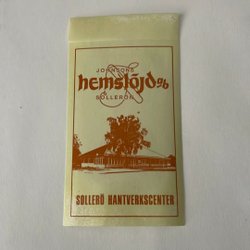 JOHNSONS
hemslöjd ab
SOLLERÖN
SOLLERÖ HANTVERKSCENTER